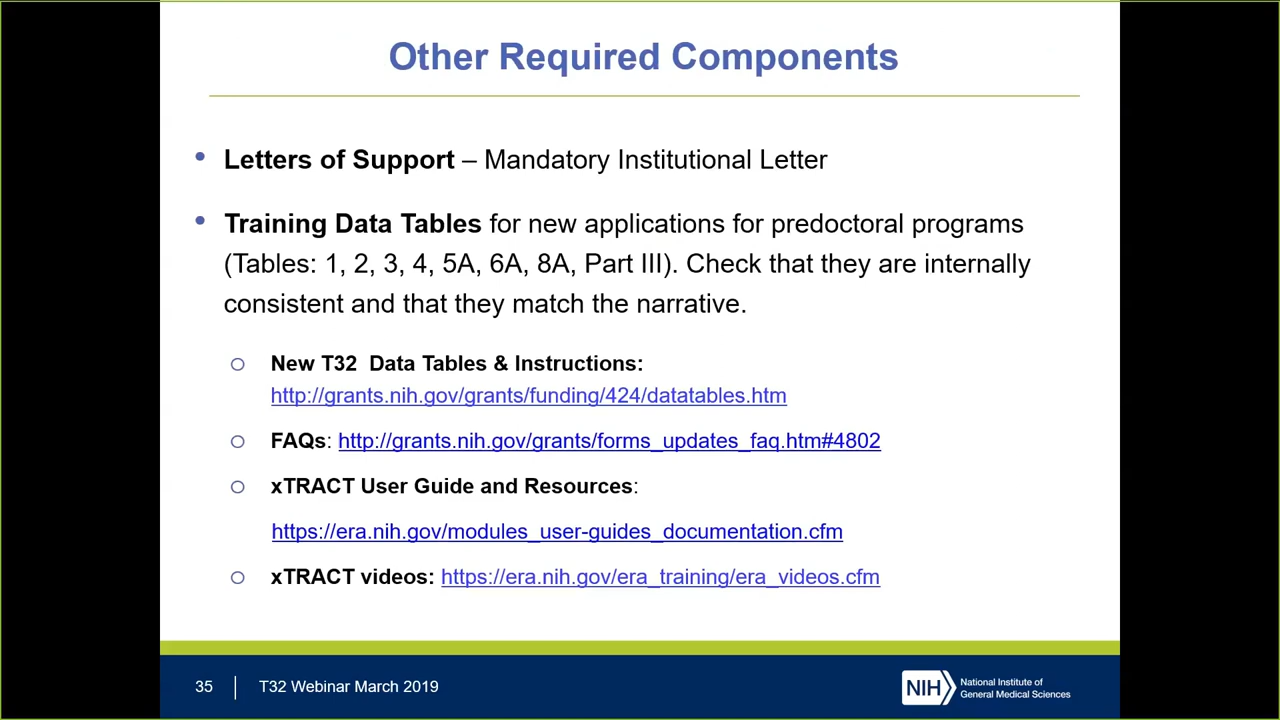 Other Required Components
• Letters of Support – Mandatory Institutional Letter
• Training Data Tables for new applications for predoctoral programs
(Tables: 1, 2, 3, 4, 5A, 6A, 8A, Part III). Check that they are internally
consistent and that they match the narrative.
○ New T32  Data Tables & Instructions:
http://grants.nih.gov/grants/funding/424/datatables.htm
○ FAQs: http://grants.nih.gov/grants/forms_updates_faq.htm#4802
○ xTRACT User Guide and Resources:
https://era.nih.gov/modules_user-guides_documentation.cfm
○ xTRACT videos: https://era.nih.gov/era_training/era_videos.cfm
35 | T32 Webinar March 2019
NIH
National Institute of
General Medical Sciences